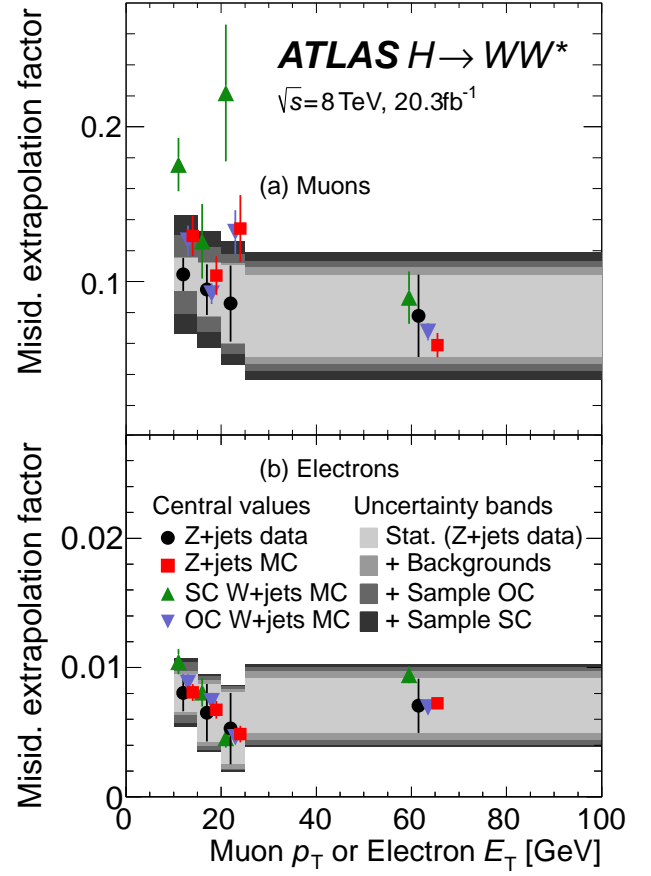 ATLAS H → WW*
√s=8 TeV, 20.3fb⁻¹
Misid. extrapolation factor
0.2
0.1
(a) Muons
Misid. extrapolation factor
0.02
0.01
0
(b) Electrons
Central values
Z+jets data
Z+jets MC
SC W+jets MC
OC W+jets MC
Uncertainty bands
Stat. (Z+jets data)
+ Backgrounds
+ Sample OC
+ Sample SC
0 20 40 60 80 100
Muon pT or Electron ET [GeV]